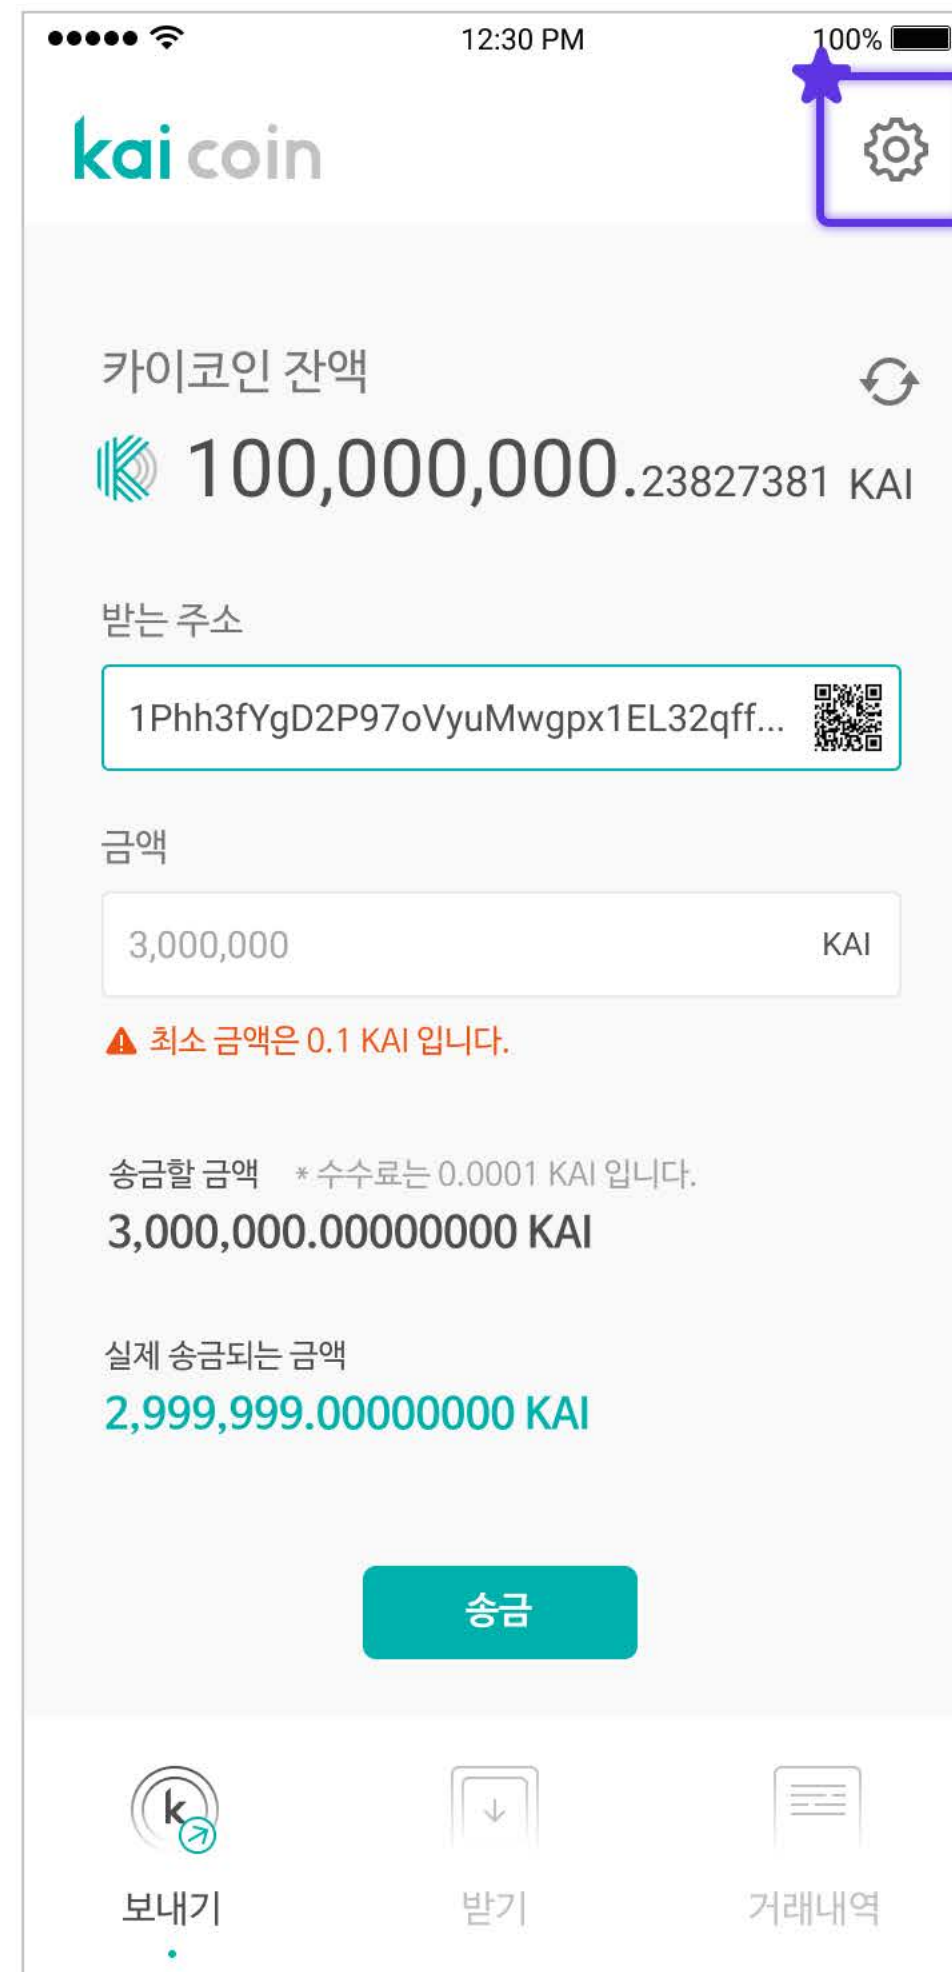 12:30 PM 100%
kai coin
카이코인 잔액
100,000,000.23827381 KAI
받는 주소
1Phh3fYgD2P97oVyuMwgpx1EL32qff...
금액
3,000,000 KAI
최소 금액은 0.1 KAI 입니다.
송금할 금액 * 수수료는 0.0001 KAI 입니다.
3,000,000.00000000 KAI
실제 송금되는 금액
2,999,999.00000000 KAI
송금
k
보내기 받기 거래내역